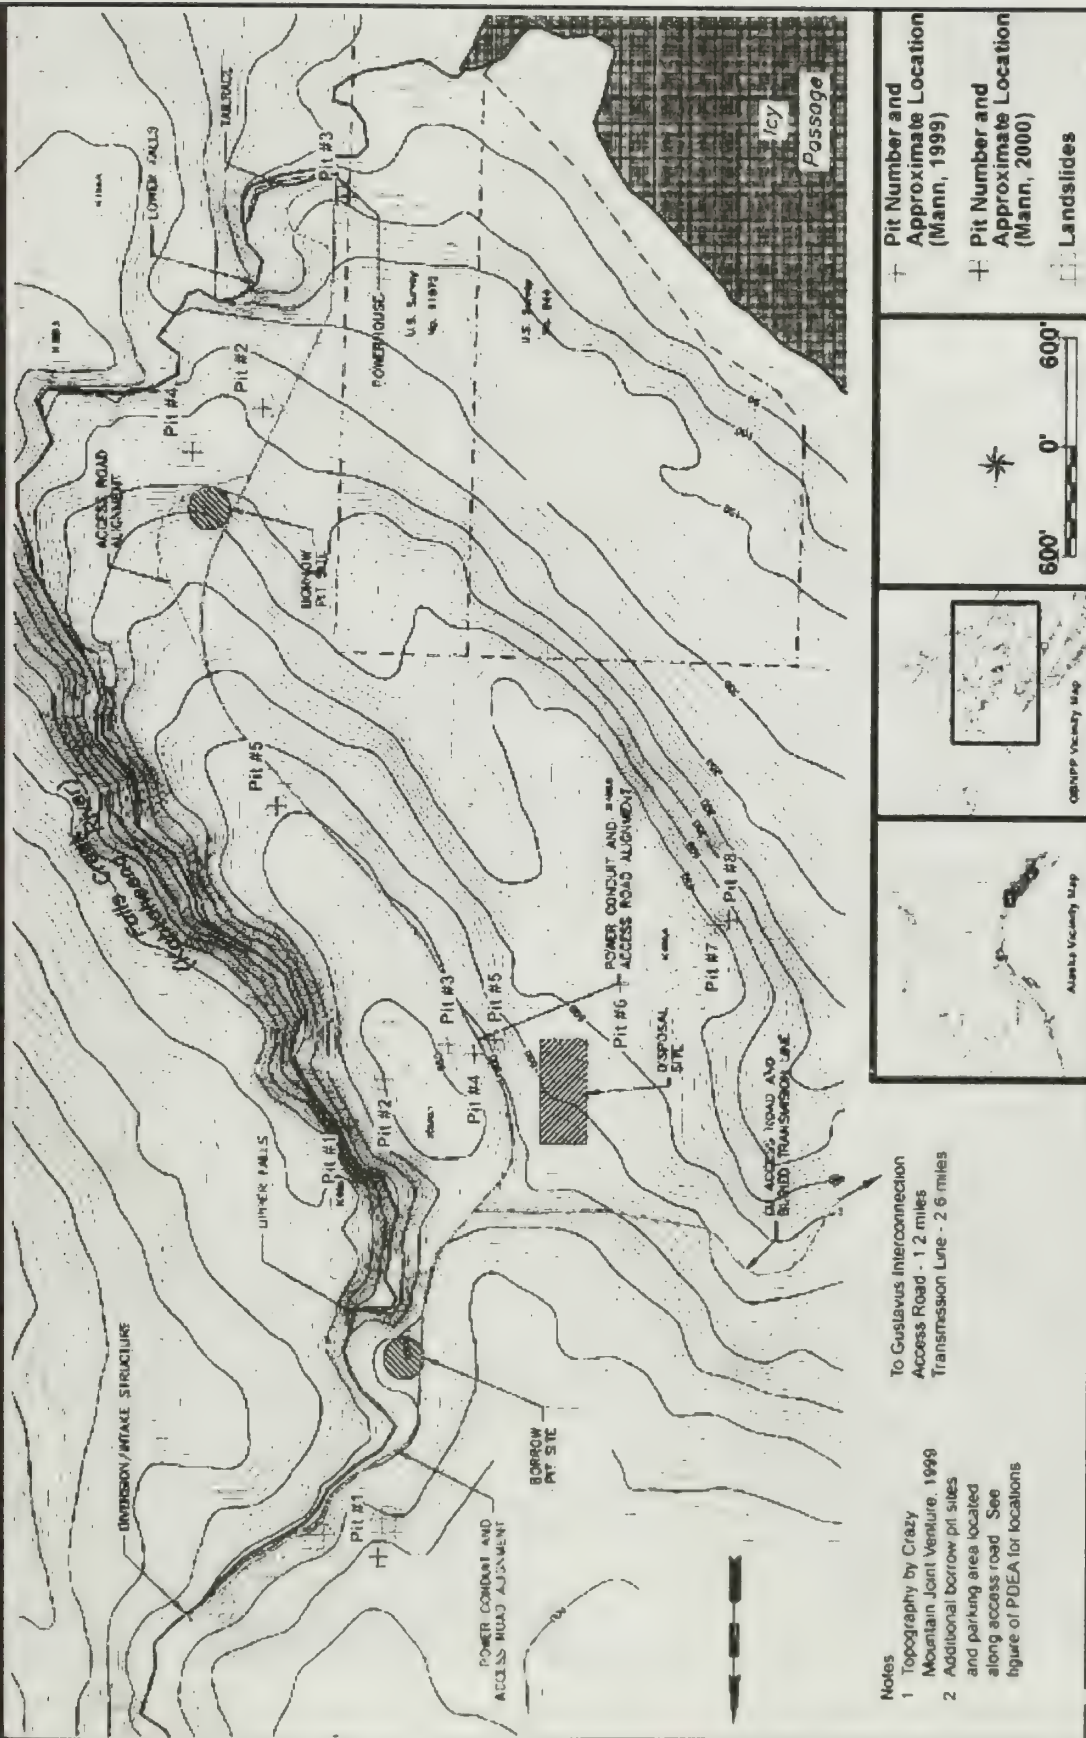 DIVERSION/INTAKE STRUCTURE
UPPER FALLS
Falls Creek
LOWER FALLS
TAILRACE
ACCESS ROAD
ALIGNMENT
Pit #4
Pit #2
Pit #3
POWERHOUSE
U.S. Survey
U.S. Survey
Icy
Passage
BORROW
PIT SITE
Pit #5
Pit #1
Pit #2
Pit #3
Pit #4
Pit #5
Pit #6
Pit #7
Pit #8
POWER CONDUIT AND
ACCESS ROAD ALIGNMENT
DISPOSAL
SITE
ACCESS ROAD AND
BURIED TRANSMISSION LINE
Pit #1
BORROW
PIT SITE
POWER CONDUIT AND
ACCESS ROAD ALIGNMENT
Notes
1 Topography by Crazy
Mountain Joint Venture, 1999
2 Additional borrow pit sites
and parking area located
along access road See
figure of PDEA for locations
To Gustavus Interconnection
Access Road - 1 2 miles
Transmission Line - 2 6 miles
Alaska Vicinity Map
GBNPP Vicinity Map
600' 0' 600'
Pit Number and
Approximate Location
(Mann, 1999)
Pit Number and
Approximate Location
(Mann, 2000)
Landslides